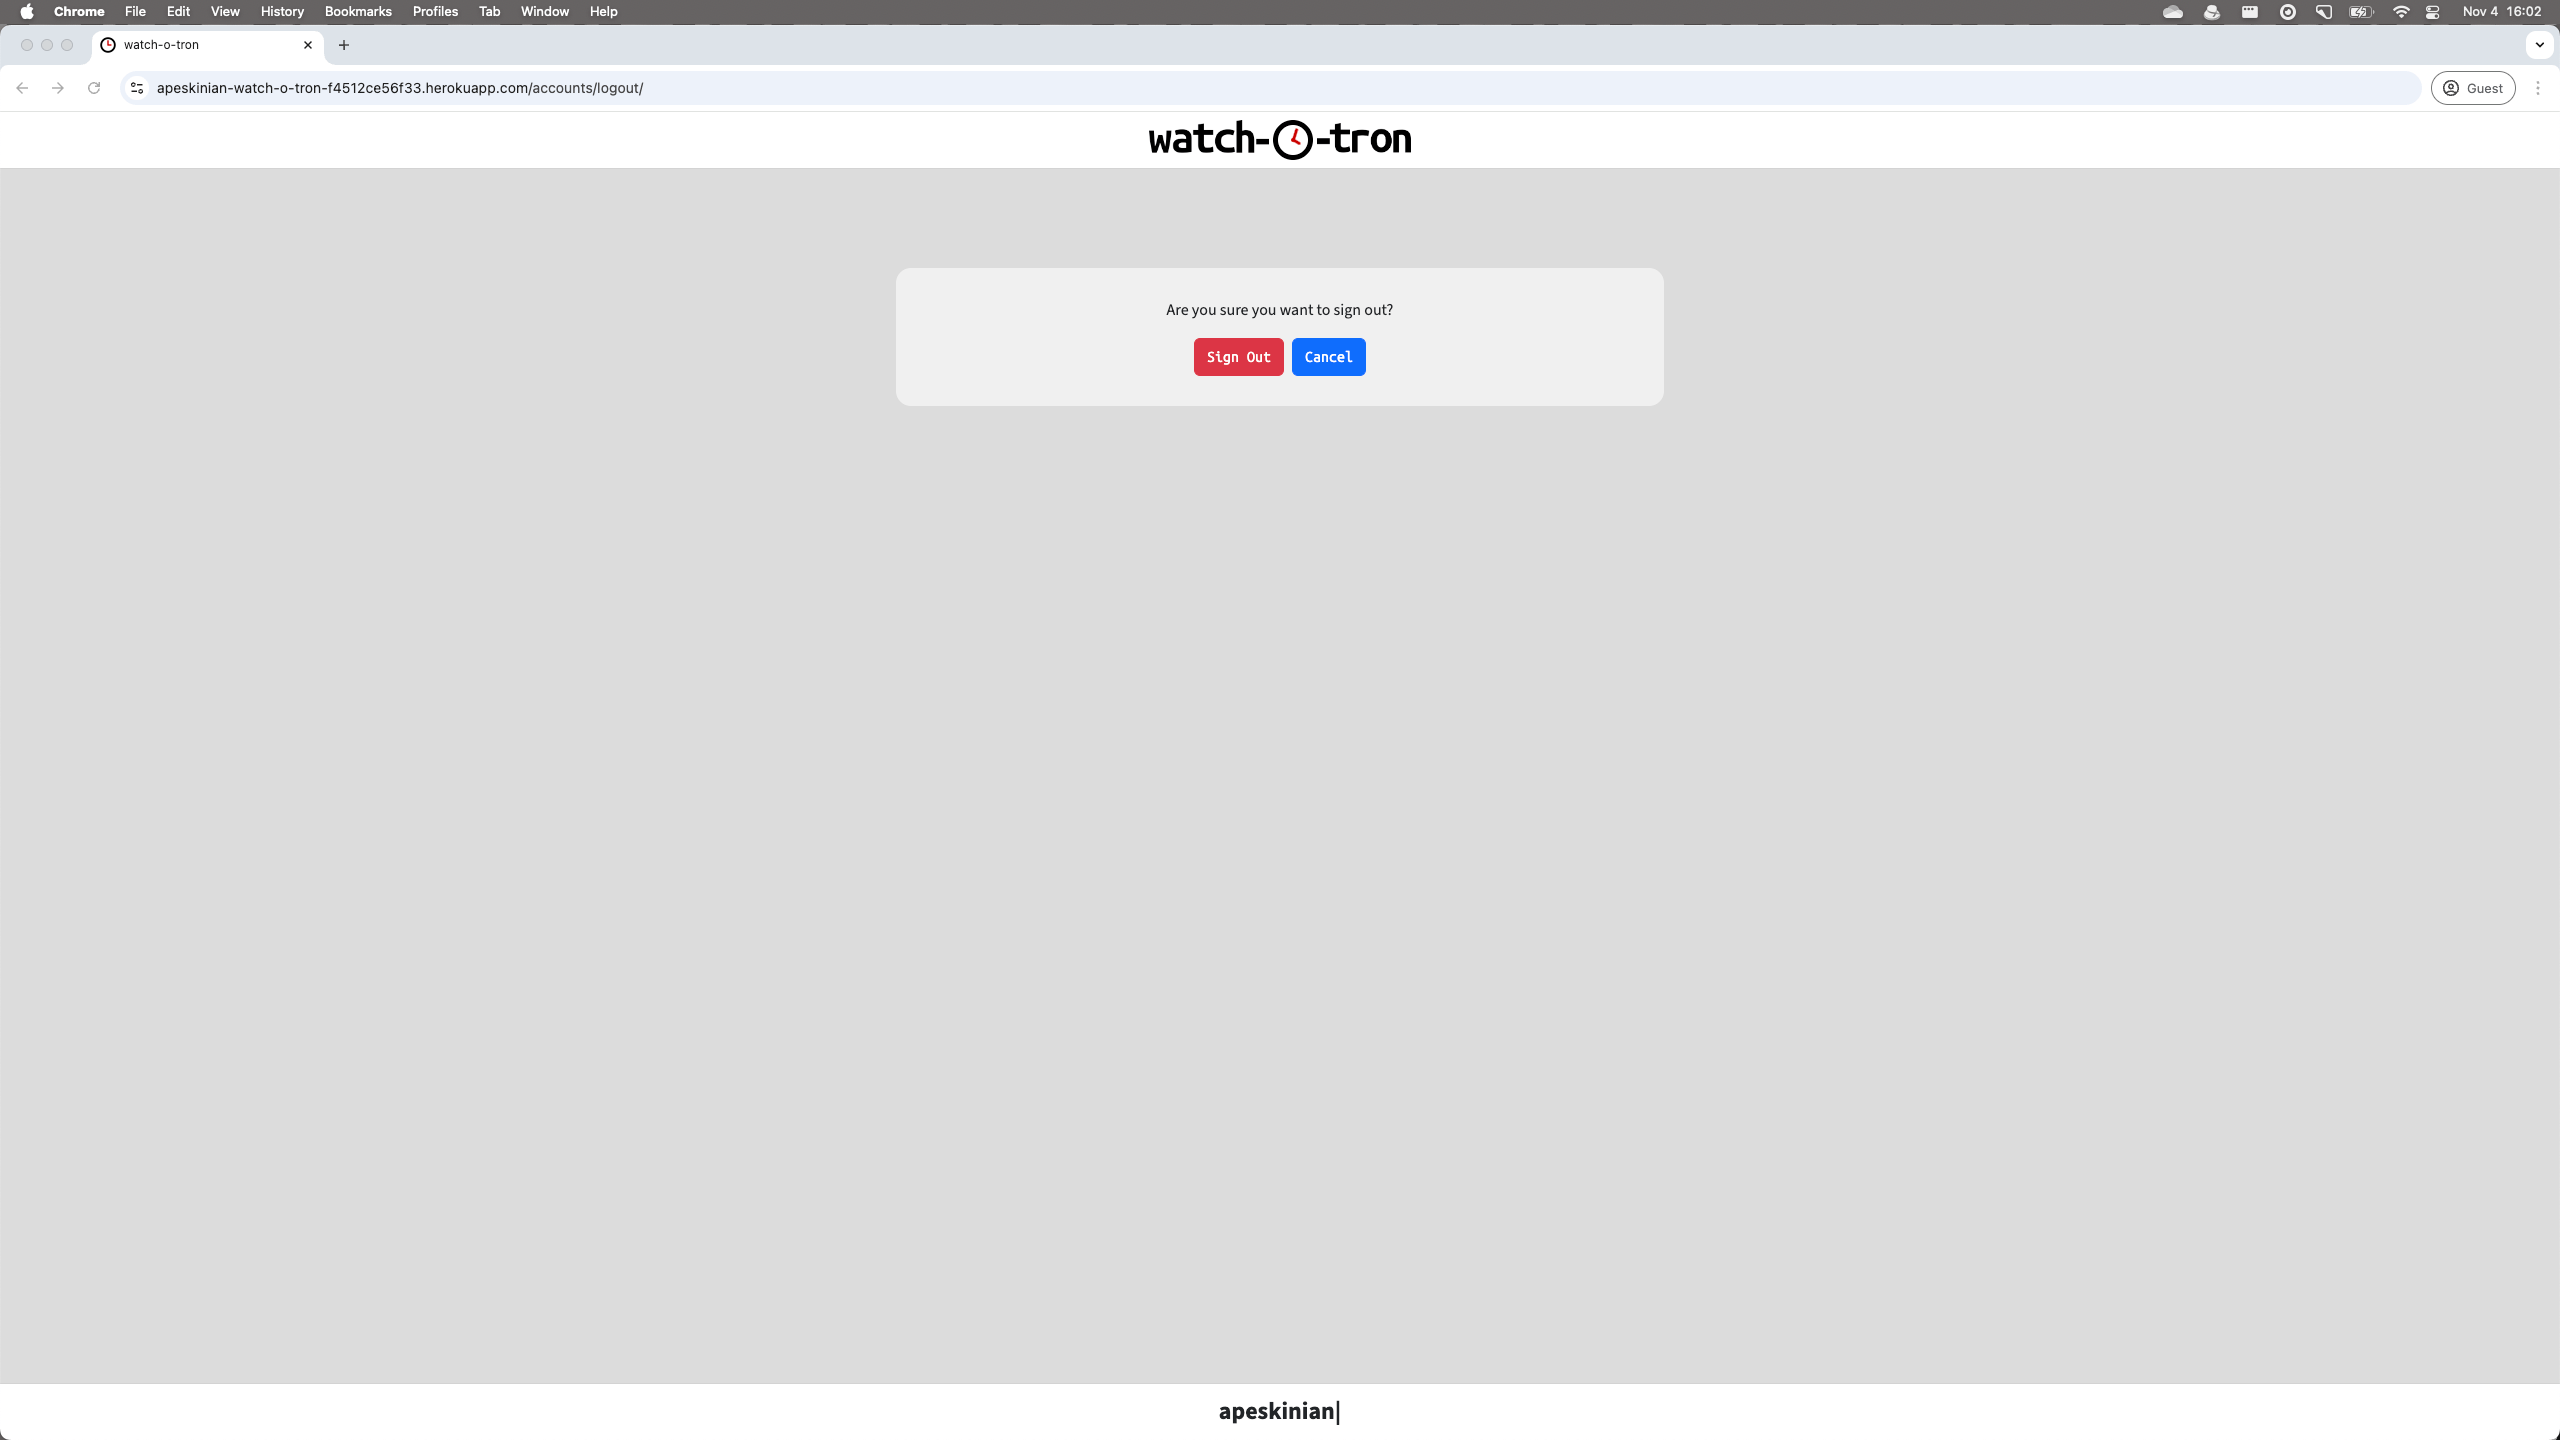 Chrome File Edit View History Bookmarks Profiles Tab Window Help Nov 4 16:02
watch-o-tron
apeskinian-watch-o-tron-f4512ce56f33.herokuapp.com/accounts/logout/ Guest
watch-o-tron
Are you sure you want to sign out?
Sign Out Cancel
apeskinian|